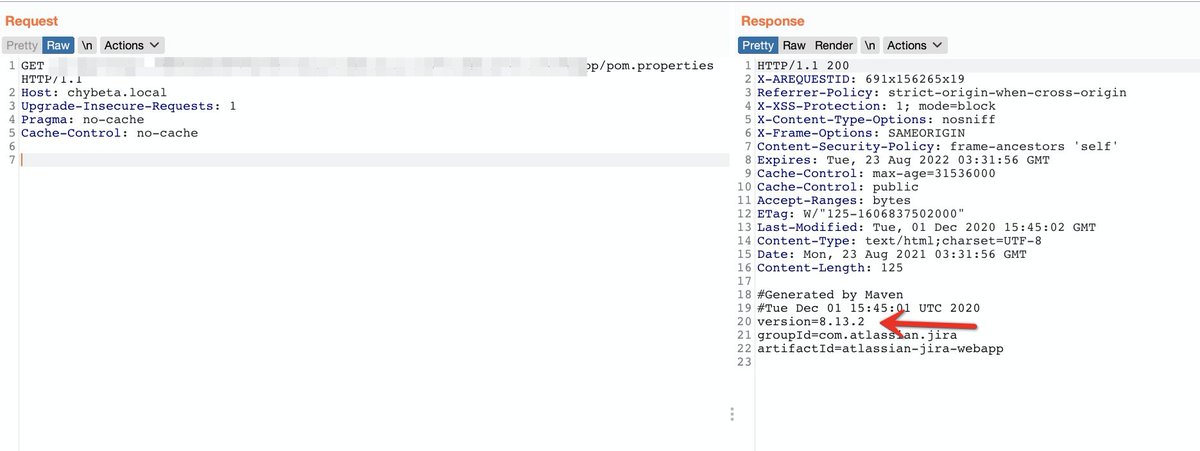 Request
Pretty Raw \n Actions
1 GET pp/pom.properties
HTTP/1.1
2 Host: chybeta.local
3 Upgrade-Insecure-Requests: 1
4 Pragma: no-cache
5 Cache-Control: no-cache
6
7
Response
Pretty Raw Render \n Actions
1 HTTP/1.1 200
2 X-AREQUESTID: 691x156265x19
3 Referrer-Policy: strict-origin-when-cross-origin
4 X-XSS-Protection: 1; mode=block
5 X-Content-Type-Options: nosniff
6 X-Frame-Options: SAMEORIGIN
7 Content-Security-Policy: frame-ancestors 'self'
8 Expires: Tue, 23 Aug 2022 03:31:56 GMT
9 Cache-Control: max-age=31536000
10 Cache-Control: public
11 Accept-Ranges: bytes
12 ETag: W/"125-1606837502000"
13 Last-Modified: Tue, 01 Dec 2020 15:45:02 GMT
14 Content-Type: text/html;charset=UTF-8
15 Date: Mon, 23 Aug 2021 03:31:56 GMT
16 Content-Length: 125
17
18 #Generated by Maven
19 #Tue Dec 01 15:45:01 UTC 2020
20 version=8.13.2
21 groupId=com.atlassian.jira
22 artifactId=atlassian-jira-webapp
23